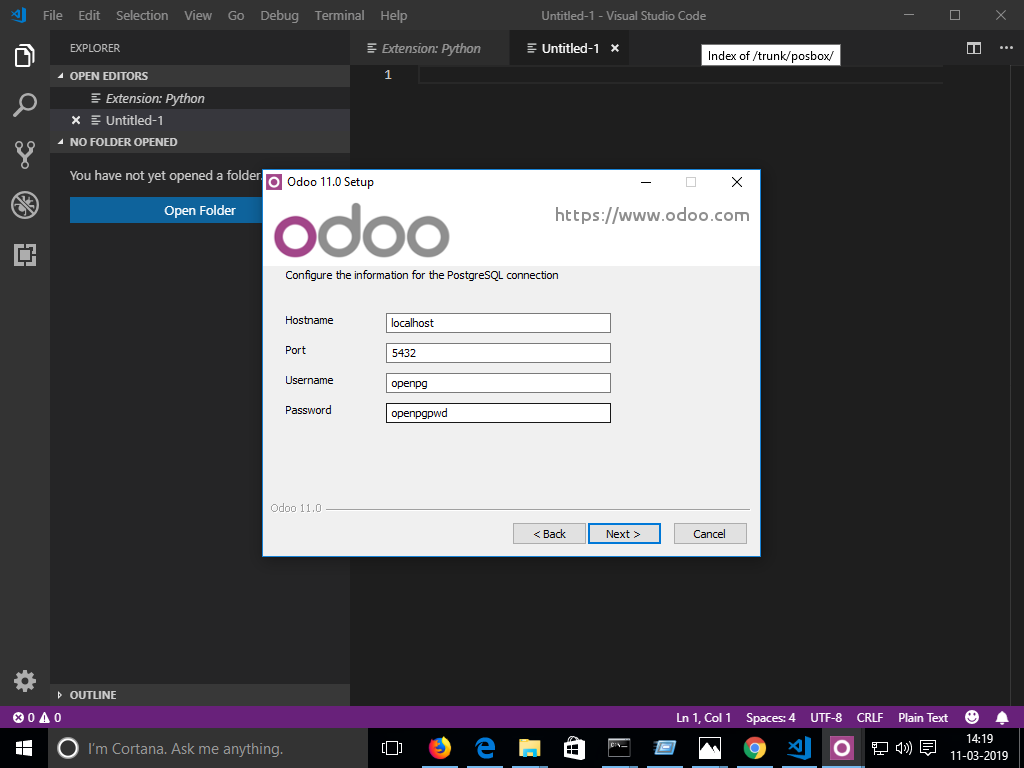 File Edit Selection View Go Debug Terminal Help
Untitled-1 - Visual Studio Code
EXPLORER
Extension: Python
Untitled-1
Index of /trunk/posbox/
OPEN EDITORS
Extension: Python
Untitled-1
NO FOLDER OPENED
You have not yet opened a folder.
Open Folder
1
Odoo 11.0 Setup
odoo
https://www.odoo.com
Configure the information for the PostgreSQL connection
Hostname
localhost
Port
5432
Username
openpg
Password
openpgpwd
Odoo 11.0
< Back
Next >
Cancel
OUTLINE
0 0
Ln 1, Col 1 Spaces: 4 UTF-8 CRLF Plain Text
I'm Cortana. Ask me anything.
14:19
11-03-2019